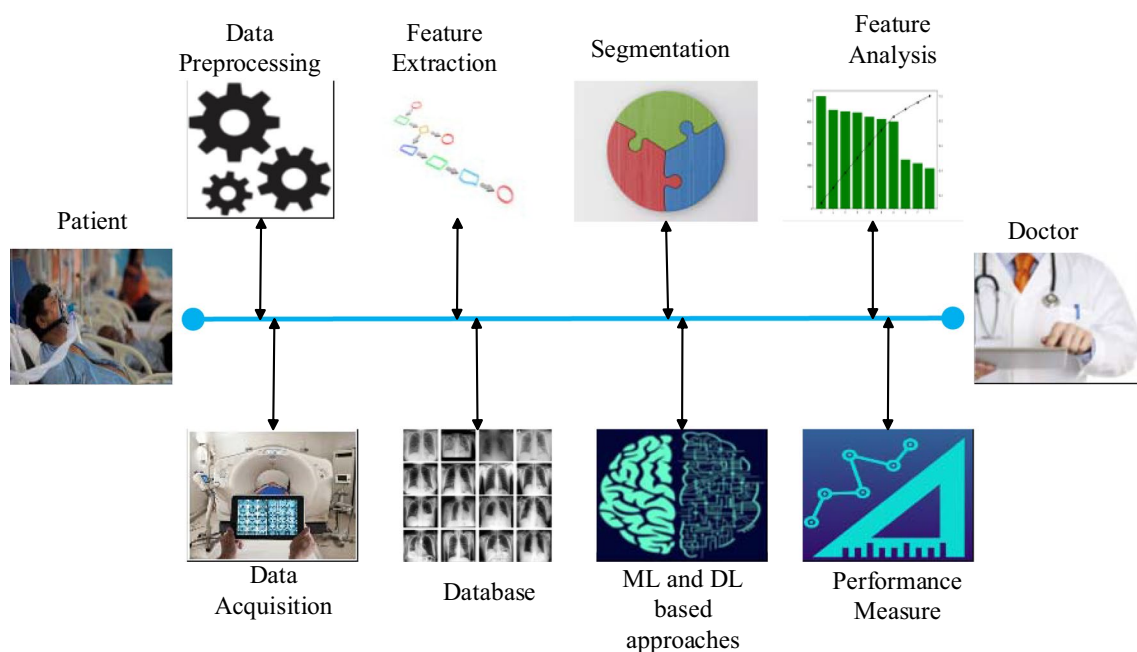 Data
Preprocessing
Feature
Extraction
Segmentation
Feature
Analysis
Patient
Doctor
Data
Acquisition
Database
ML and DL
based
approaches
Performance
Measure